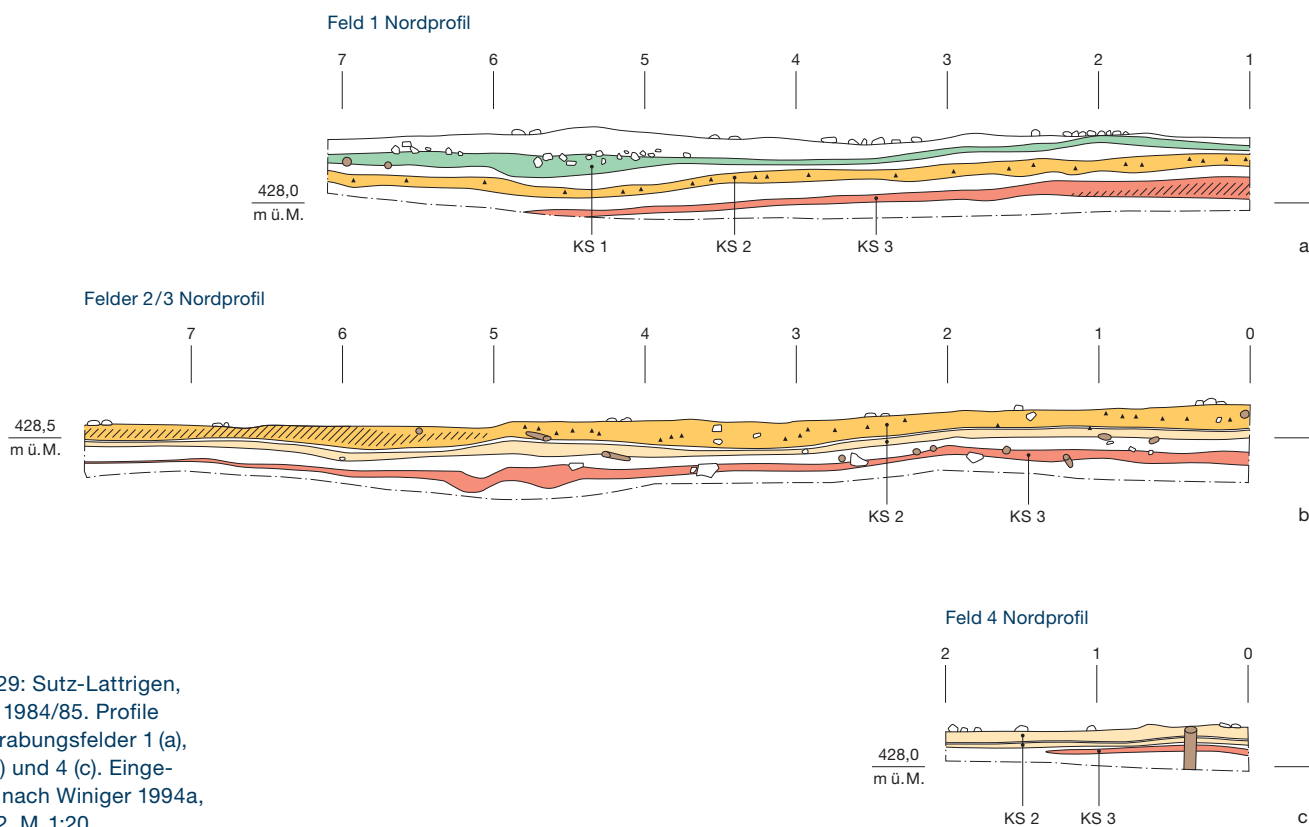 Feld 1 Nordprofil
7 6 5 4 3 2 1
428,0
m ü.M.
KS 1 KS 2 KS 3
a
Felder 2/3 Nordprofil
7 6 5 4 3 2 1 0
428,5
m ü.M.
KS 2 KS 3
b
Feld 4 Nordprofil
2 1 0
428,0
m ü.M.
KS 2 KS 3
c
29: Sutz-Lattrigen,
1984/85. Profile
rabungsfelder 1 (a),
) und 4 (c). Einge-
nach Winiger 1994a,
2. M. 1:20.